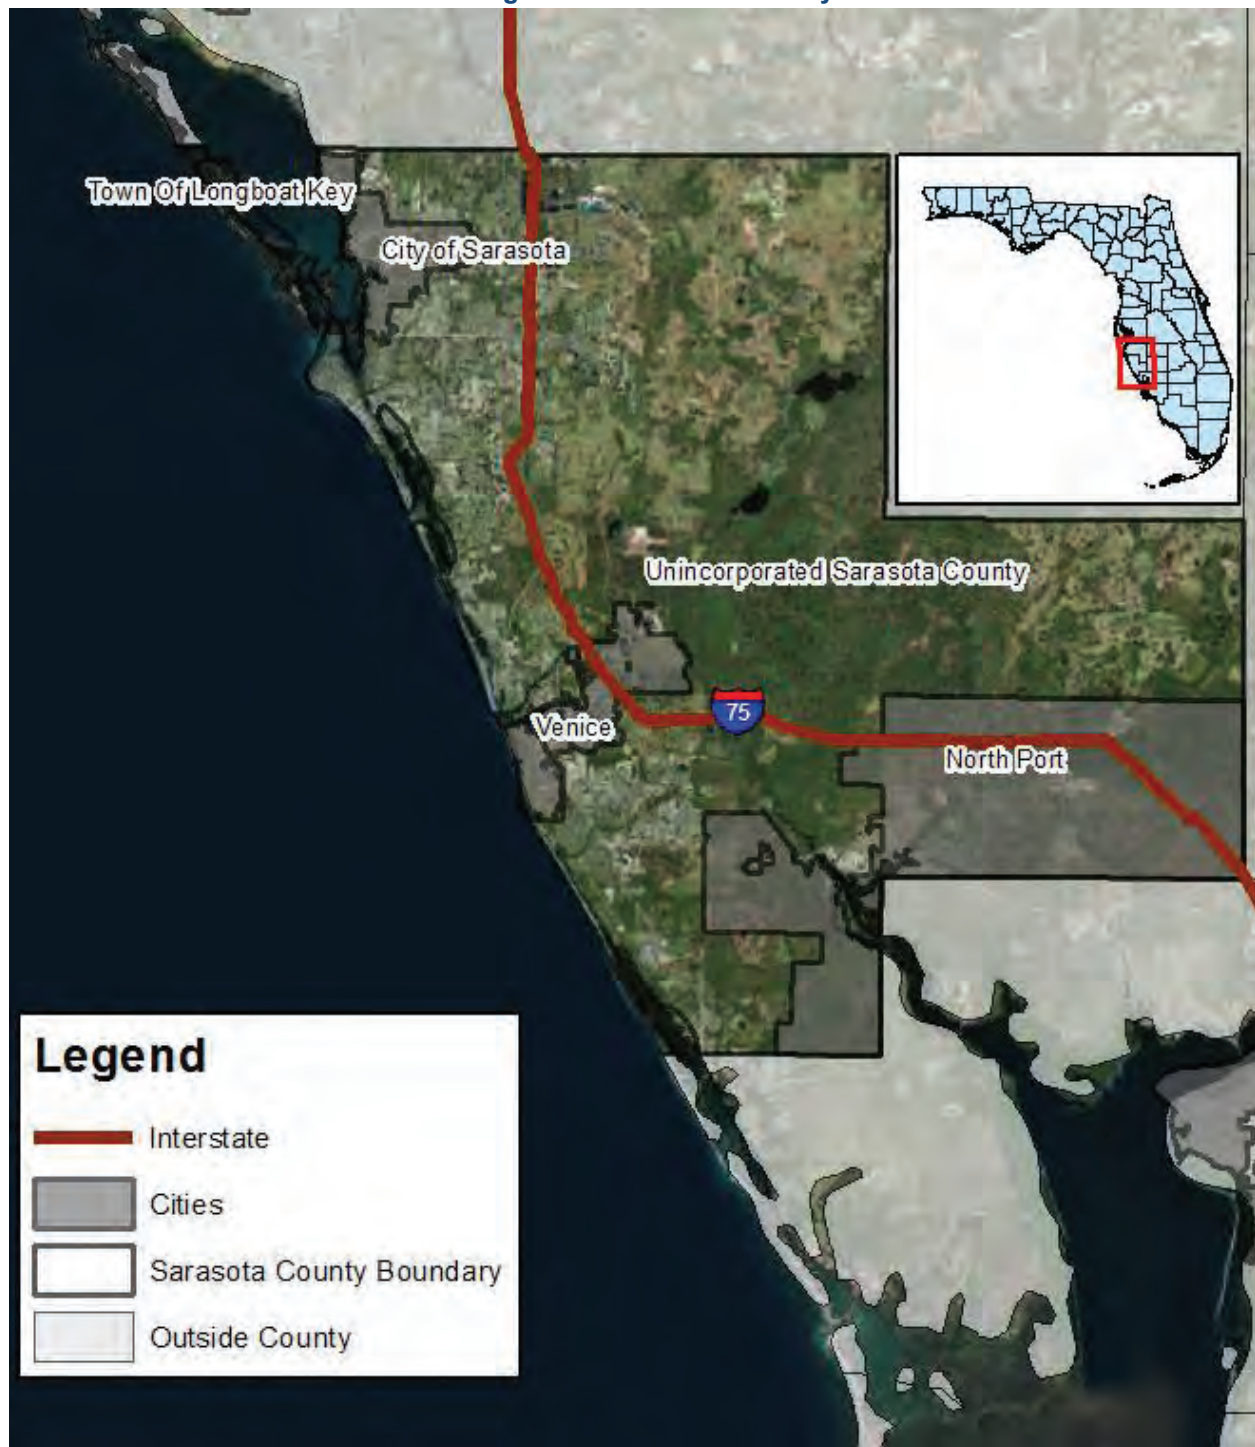 Town Of Longboat Key
City of Sarasota
Unincorporated Sarasota County
75
Venice
North Port
Legend
Interstate
Cities
Sarasota County Boundary
Outside County